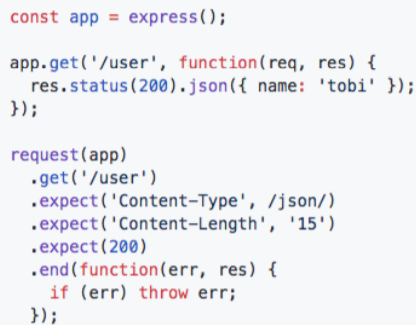 const app = express();
app.get('/user', function(req, res) {
  res.status(200).json({ name: 'tobi' });
});
request(app)
  .get('/user')
  .expect('Content-Type', /json/)
  .expect('Content-Length', '15')
  .expect(200)
  .end(function(err, res) {
    if (err) throw err;
  });